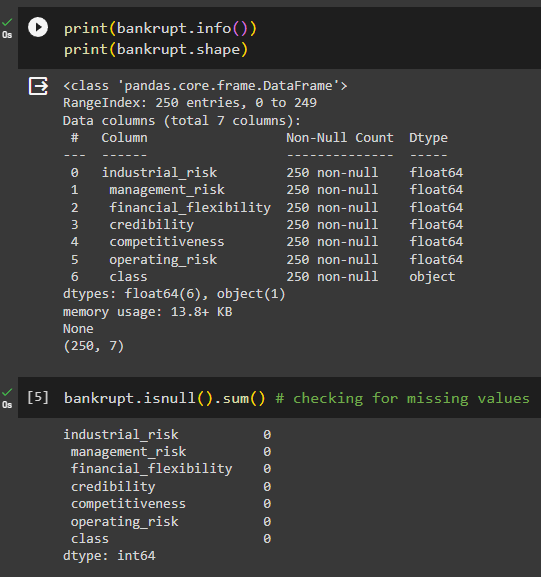 0s
print(bankrupt.info())
print(bankrupt.shape)
<class 'pandas.core.frame.DataFrame'>
RangeIndex: 250 entries, 0 to 249
Data columns (total 7 columns):
 #   Column                 Non-Null Count  Dtype
---  ------                 --------------  -----
 0   industrial_risk        250 non-null    float64
 1    management_risk       250 non-null    float64
 2    financial_flexibility 250 non-null    float64
 3    credibility           250 non-null    float64
 4    competitiveness       250 non-null    float64
 5    operating_risk        250 non-null    float64
 6    class                 250 non-null    object
dtypes: float64(6), object(1)
memory usage: 13.8+ KB
None
(250, 7)
0s
[5] bankrupt.isnull().sum() # checking for missing values
industrial_risk           0
 management_risk          0
 financial_flexibility    0
 credibility              0
 competitiveness          0
 operating_risk           0
 class                    0
dtype: int64